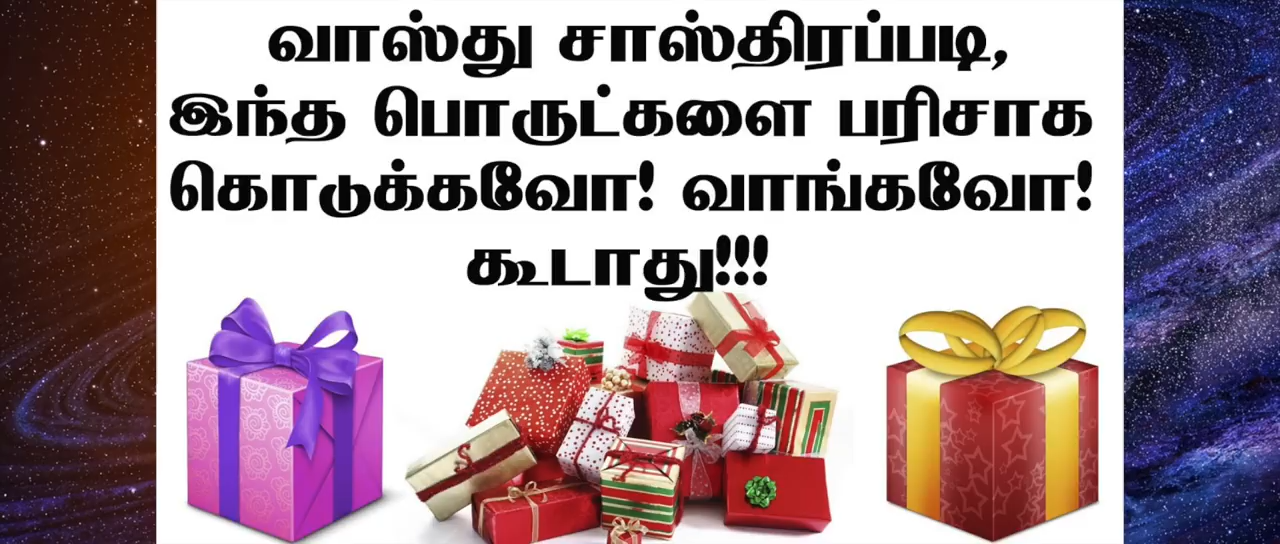 வாஸ்து சாஸ்திரப்படி,
இந்த பொருட்களை பரிசாக
கொடுக்கவோ! வாங்கவோ!
கூடாது!!!